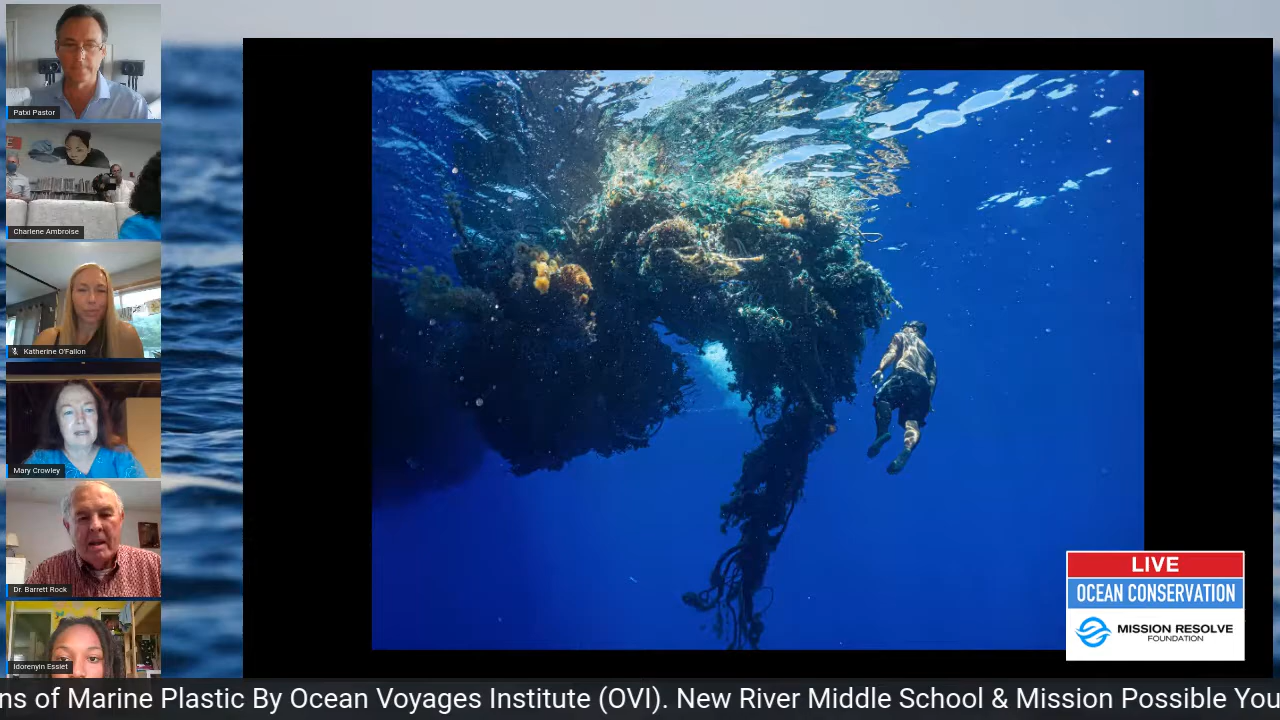 Patxi Pastor
Charlene Ambroise
Katherine O'Fallon
Mary Crowley
Dr. Barrett Rock
Idorenyin Essiet
LIVE
OCEAN CONSERVATION
MISSION RESOLVE
FOUNDATION
ns of Marine Plastic By Ocean Voyages Institute (OVI). New River Middle School & Mission Possible You